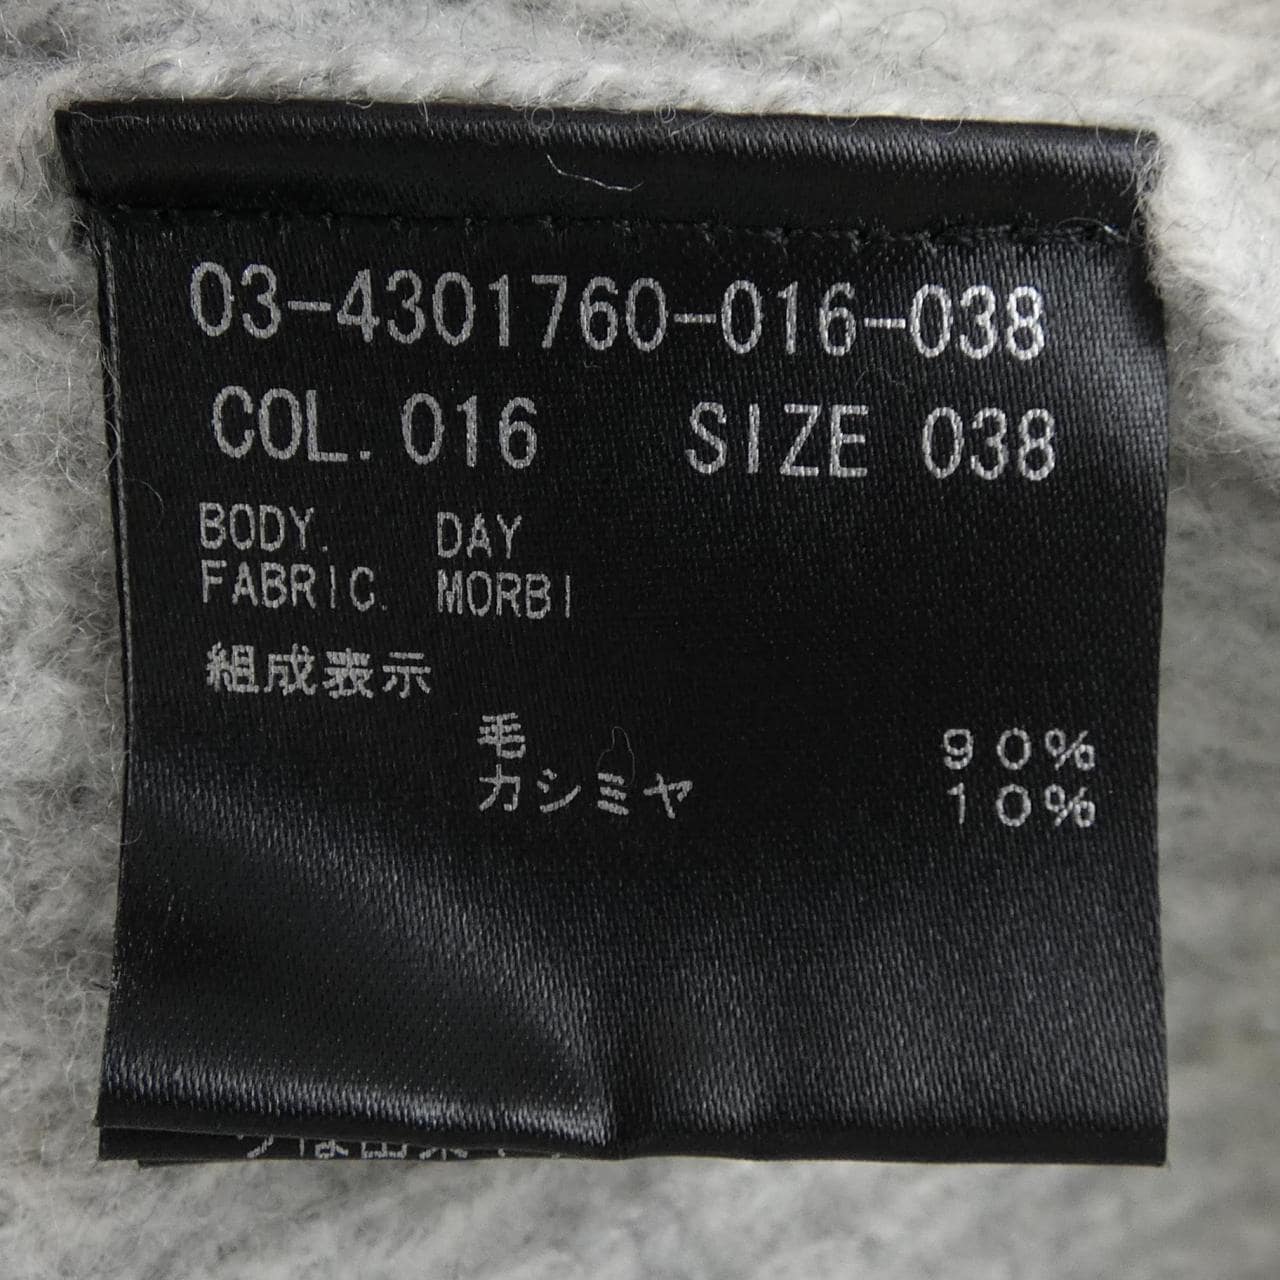 03-4301760-016-038
COL. 016 SIZE 038
BODY. DAY
FABRIC. MORBI
組成表示
毛 90%
カシミヤ 10%